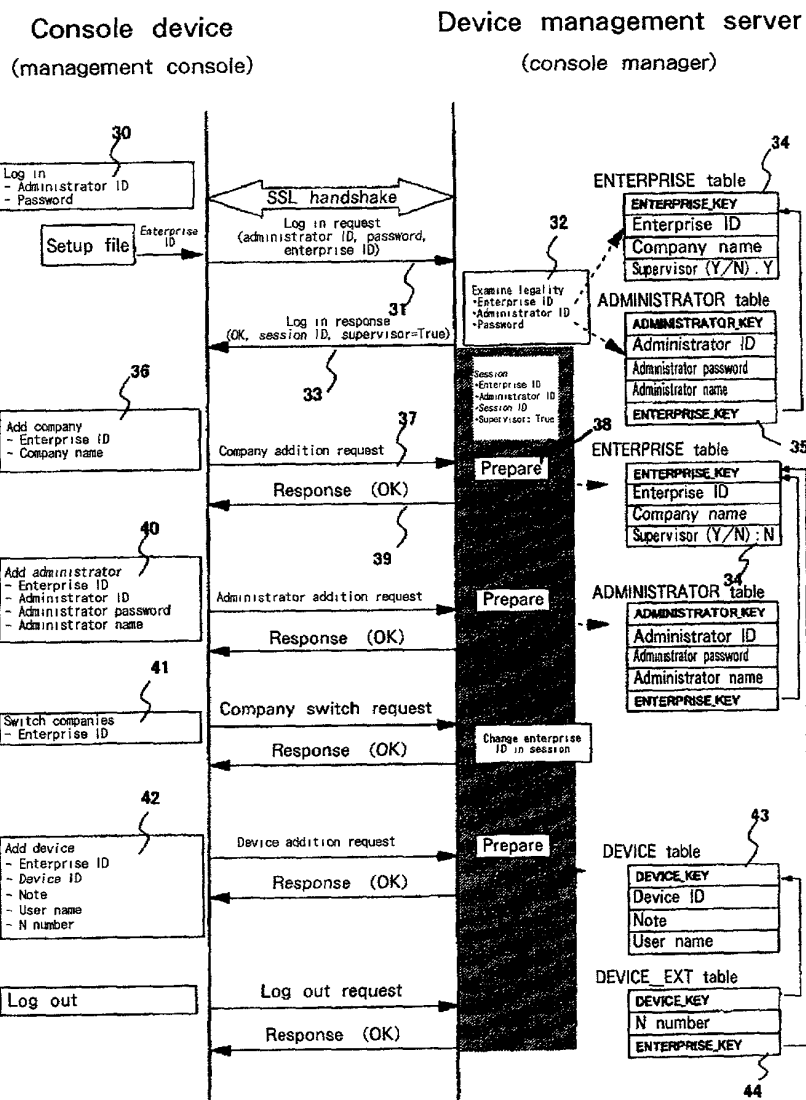 Console device
(management console)
Device management server
(console manager)
30
Log in
- Administrator ID
- Password
SSL handshake
Setup file
Enterprise
ID
Log in request
(administrator ID, password,
enterprise ID)
31
32
Examine legality
•Enterprise ID
•Administrator ID
•Password
34
ENTERPRISE table
ENTERPRISE_KEY
Enterprise ID
Company name
Supervisor (Y/N) . Y
ADMINISTRATOR table
ADMINISTRATOR_KEY
Administrator ID
Administrator password
Administrator name
ENTERPRISE_KEY
35
Log in response
(OK, session ID, supervisor=True)
33
Session
•Enterprise ID
•Administrator ID
•Session ID
•Supervisor: True
36
Add company
- Enterprise ID
- Company name
37
Company addition request
38
Prepare
Response (OK)
39
ENTERPRISE table
ENTERPRISE_KEY
Enterprise ID
Company name
Supervisor (Y/N) : N
34
40
Add administrator
- Enterprise ID
- Administrator ID
- Administrator password
- Administrator name
Administrator addition request
Prepare
Response (OK)
ADMINISTRATOR table
ADMINISTRATOR_KEY
Administrator ID
Administrator password
Administrator name
ENTERPRISE_KEY
41
Switch companies
- Enterprise ID
Company switch request
Change enterprise
ID in session
Response (OK)
42
Add device
- Enterprise ID
- Device ID
- Note
- User name
- N number
Device addition request
Prepare
Response (OK)
43
DEVICE table
DEVICE_KEY
Device ID
Note
User name
DEVICE_EXT table
DEVICE_KEY
N number
ENTERPRISE_KEY
44
Log out
Log out request
Response (OK)